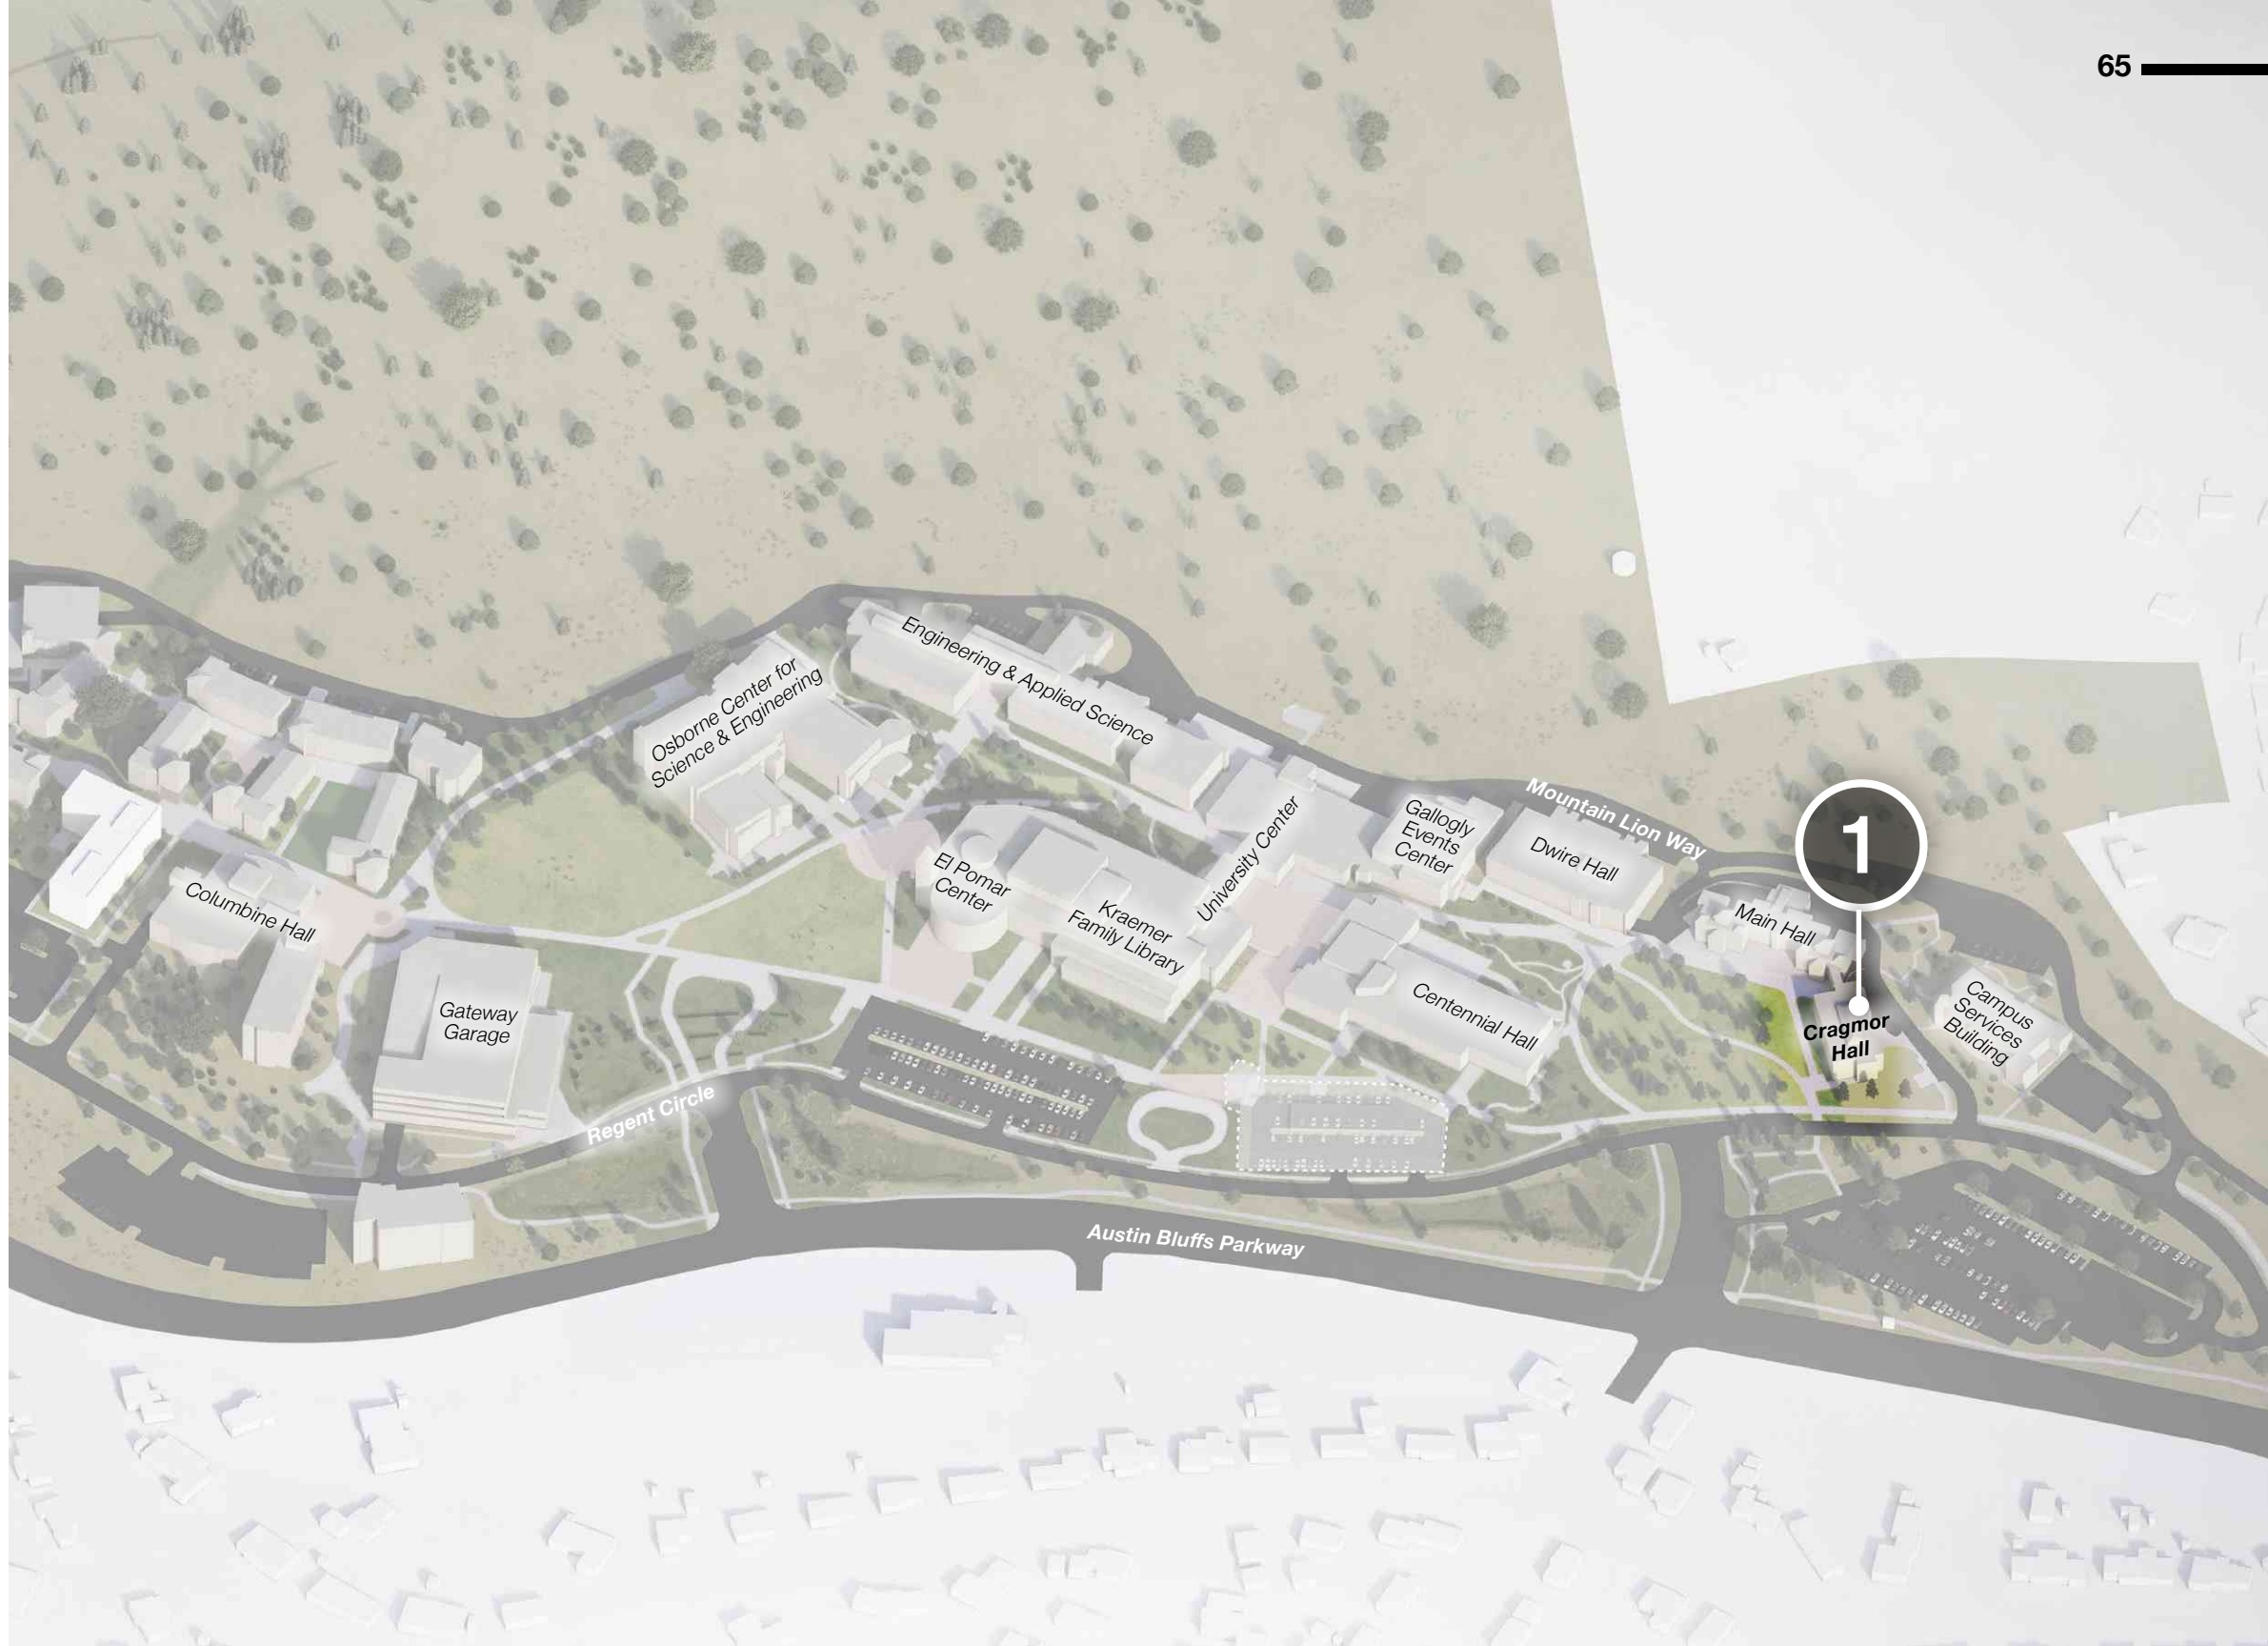 65
Engineering & Applied Science
Osborne Center for
Science & Engineering
Mountain Lion Way
University Center
Gallogly
Events
Center
Dwire Hall
1
El Pomar
Center
Kraemer
Family Library
Main Hall
Columbine Hall
Gateway
Garage
Centennial Hall
Cragmor
Hall
Campus
Services
Building
Regent Circle
Austin Bluffs Parkway